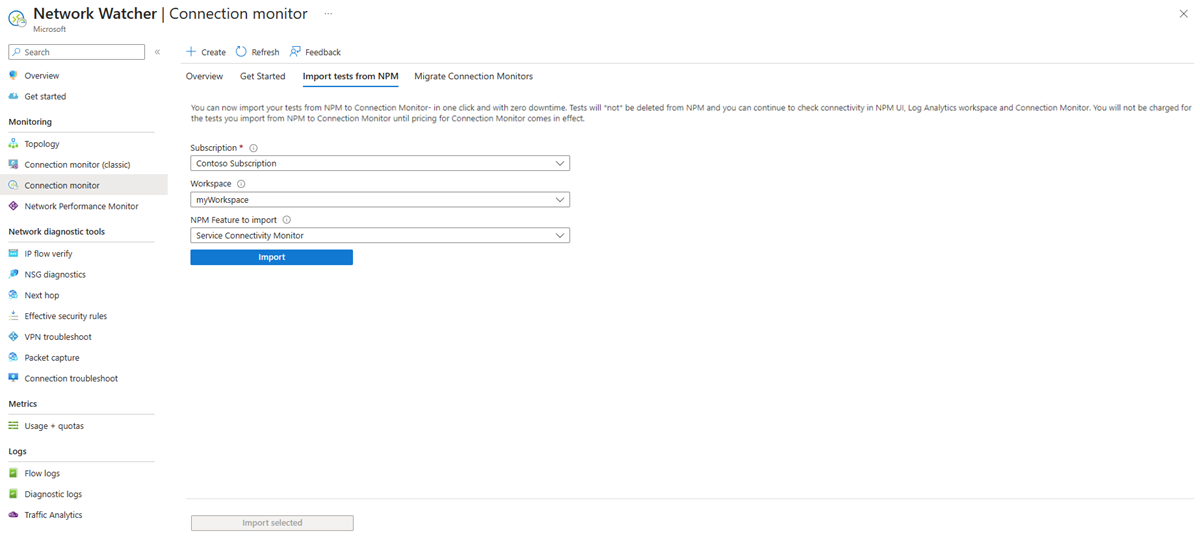 Network Watcher | Connection monitor ...
Microsoft
Search
«
Overview
Get started
Monitoring
Topology
Connection monitor (classic)
Connection monitor
Network Performance Monitor
Network diagnostic tools
IP flow verify
NSG diagnostics
Next hop
Effective security rules
VPN troubleshoot
Packet capture
Connection troubleshoot
Metrics
Usage + quotas
Logs
Flow logs
Diagnostic logs
Traffic Analytics
Create Refresh Feedback
Overview Get Started Import tests from NPM Migrate Connection Monitors
You can now import your tests from NPM to Connection Monitor- in one click and with zero downtime. Tests will "not" be deleted from NPM and you can continue to check connectivity in NPM UI, Log Analytics workspace and Connection Monitor. You will not be charged for
the tests you import from NPM to Connection Monitor until pricing for Connection Monitor comes in effect.
Subscription *
Contoso Subscription
Workspace
myWorkspace
NPM Feature to import
Service Connectivity Monitor
Import
Import selected